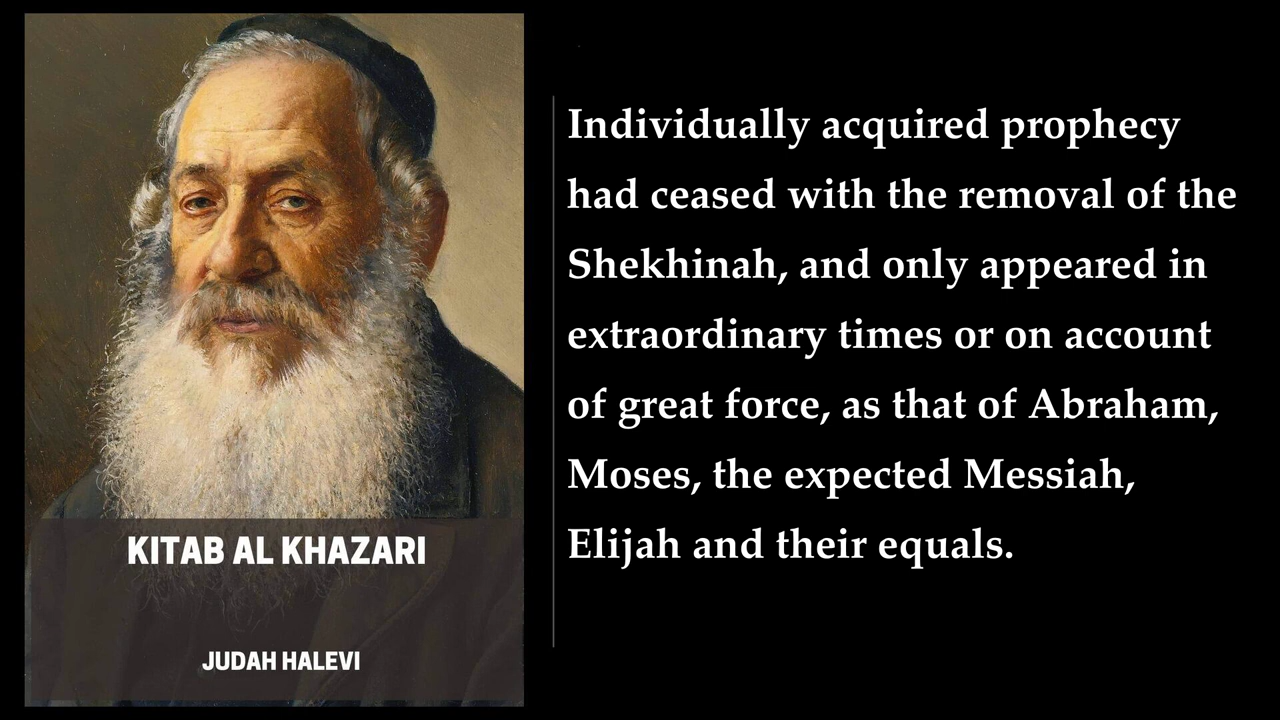 KITAB AL KHAZARI
JUDAH HALEVI
Individually acquired prophecy
had ceased with the removal of the
Shekhinah, and only appeared in
extraordinary times or on account
of great force, as that of Abraham,
Moses, the expected Messiah,
Elijah and their equals.